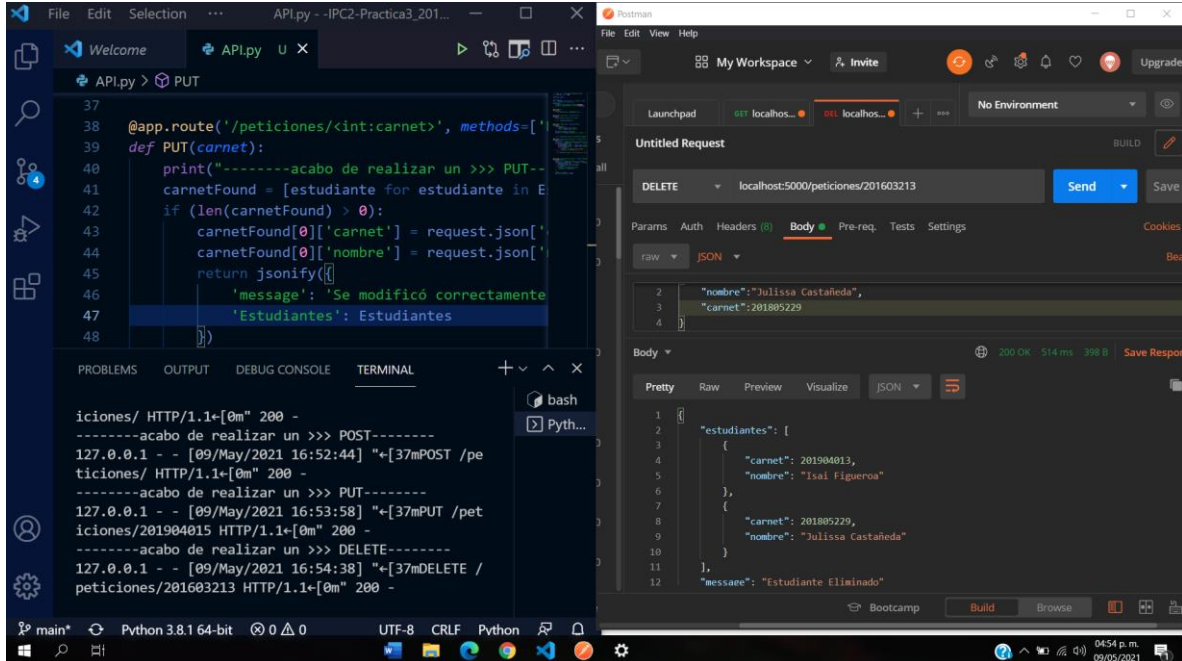 File Edit Selection ··· API.py - -IPC2-Practica3_201...
Welcome
API.py U
API.py > PUT
37
38 @app.route('/peticiones/<int:carnet>', methods=['
39 def PUT(carnet):
40 print("--------acabo de realizar un >>> PUT--
41 carnetFound = [estudiante for estudiante in E
42 if (len(carnetFound) > 0):
43 carnetFound[0]['carnet'] = request.json['
44 carnetFound[0]['nombre'] = request.json['
45 return jsonify({
46 'message': 'Se modificó correctamente
47 'Estudiantes': Estudiantes
48 })
4
PROBLEMS OUTPUT DEBUG CONSOLE TERMINAL
bash
Pyth...
iciones/ HTTP/1.1←[0m" 200 -
--------acabo de realizar un >>> POST--------
127.0.0.1 - - [09/May/2021 16:52:44] "←[37mPOST /pe
ticiones/ HTTP/1.1←[0m" 200 -
--------acabo de realizar un >>> PUT--------
127.0.0.1 - - [09/May/2021 16:53:58] "←[37mPUT /pet
iciones/201904015 HTTP/1.1←[0m" 200 -
--------acabo de realizar un >>> DELETE--------
127.0.0.1 - - [09/May/2021 16:54:38] "←[37mDELETE /
peticiones/201603213 HTTP/1.1←[0m" 200 -
main* Python 3.8.1 64-bit 0 0 UTF-8 CRLF Python
Postman
File Edit View Help
My Workspace Invite Upgrade
Launchpad GET localhos... DEL localhos... + ··· No Environment
Untitled Request BUILD
DELETE localhost:5000/peticiones/201603213 Send Save
Params Auth Headers (8) Body Pre-req. Tests Settings Cookies
raw JSON Bea
2 "nombre":"Julissa Castañeda",
3 "carnet":201805229
4 }
Body 200 OK 514 ms 398 B Save Respo
Pretty Raw Preview Visualize JSON
1 {
2 "estudiantes": [
3 {
4 "carnet": 201904013,
5 "nombre": "Isai Figueroa"
6 },
7 {
8 "carnet": 201805229,
9 "nombre": "Julissa Castañeda"
10 }
11 ],
12 "message": "Estudiante Eliminado"
Bootcamp Build Browse
04:54 p. m.
09/05/2021